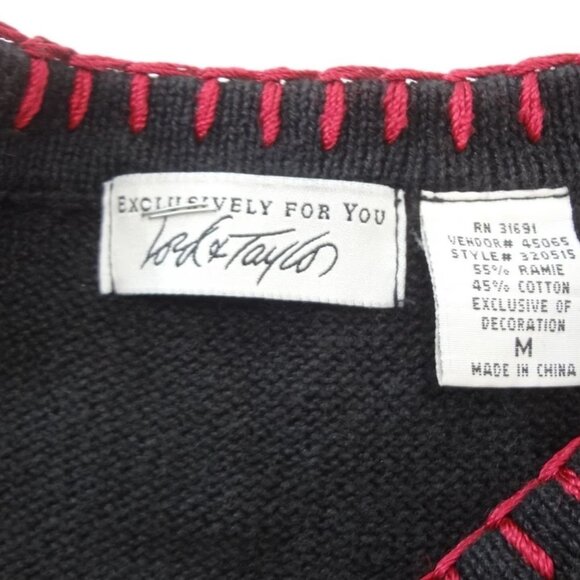 EXCLUSIVELY FOR YOU
Lord & Taylor
RN 31691
VENDOR# 45065
STYLE# 320515
55% RAMIE
45% COTTON
EXCLUSIVE OF
DECORATION
M
MADE IN CHINA